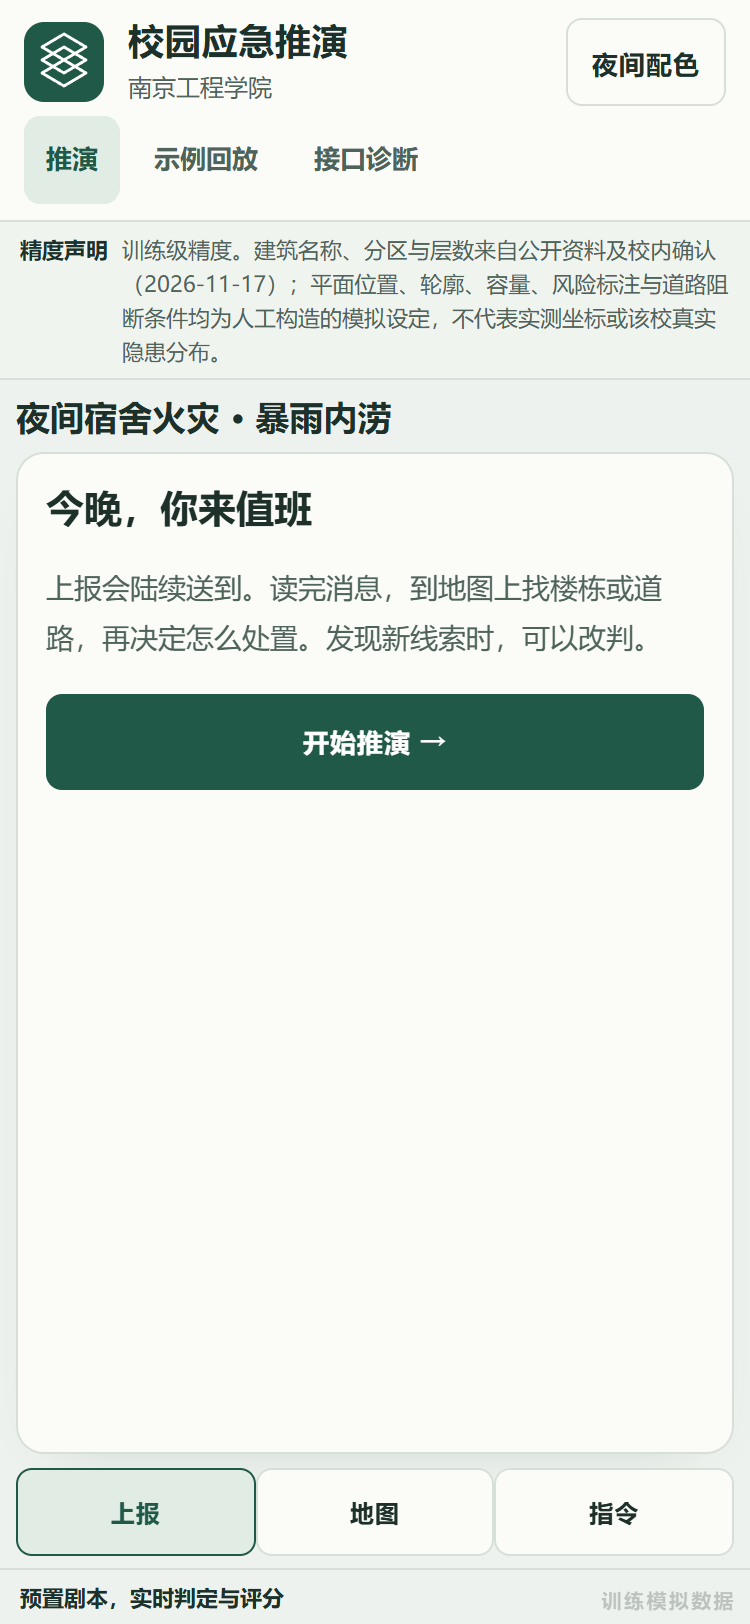 校园应急推演
南京工程学院
夜间配色
推演
示例回放
接口诊断
精度声明
训练级精度。建筑名称、分区与层数来自公开资料及校内确认
（2026-11-17）；平面位置、轮廓、容量、风险标注与道路阻
断条件均为人工构造的模拟设定，不代表实测坐标或该校真实
隐患分布。
夜间宿舍火灾·暴雨内涝
今晚，你来值班
上报会陆续送到。读完消息，到地图上找楼栋或道
路，再决定怎么处置。发现新线索时，可以改判。
开始推演 →
上报
地图
指令
预置剧本，实时判定与评分
训练模拟数据